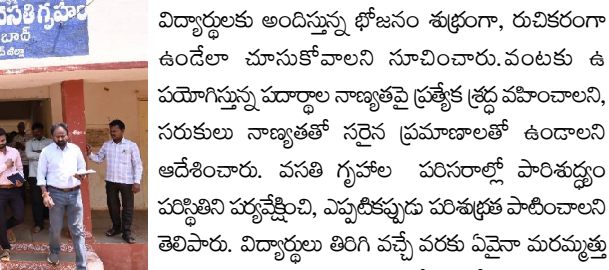 వసతిగృహం
బాద్
జిల్లా
విద్యార్థులకు అందిస్తున్న భోజనం శుభ్రంగా, రుచికరంగా
ఉండేలా చూసుకోవాలని సూచించారు.వంటకు ఉ
పయోగిస్తున్న పదార్థాల నాణ్యతపై ప్రత్యేక శ్రద్ధ వహించాలని,
సరుకులు నాణ్యతతో సరైన ప్రమాణాలతో ఉండాలని
ఆదేశించారు. వసతి గృహాల పరిసరాల్లో పారిశుద్ధ్యం
పరిస్థితిని పర్యవేక్షించి, ఎప్పటికప్పుడు పరిశుభ్రత పాటించాలని
తెలిపారు. విద్యార్థులు తిరిగి వచ్చే వరకు ఏమైనా మరమ్మత్తు